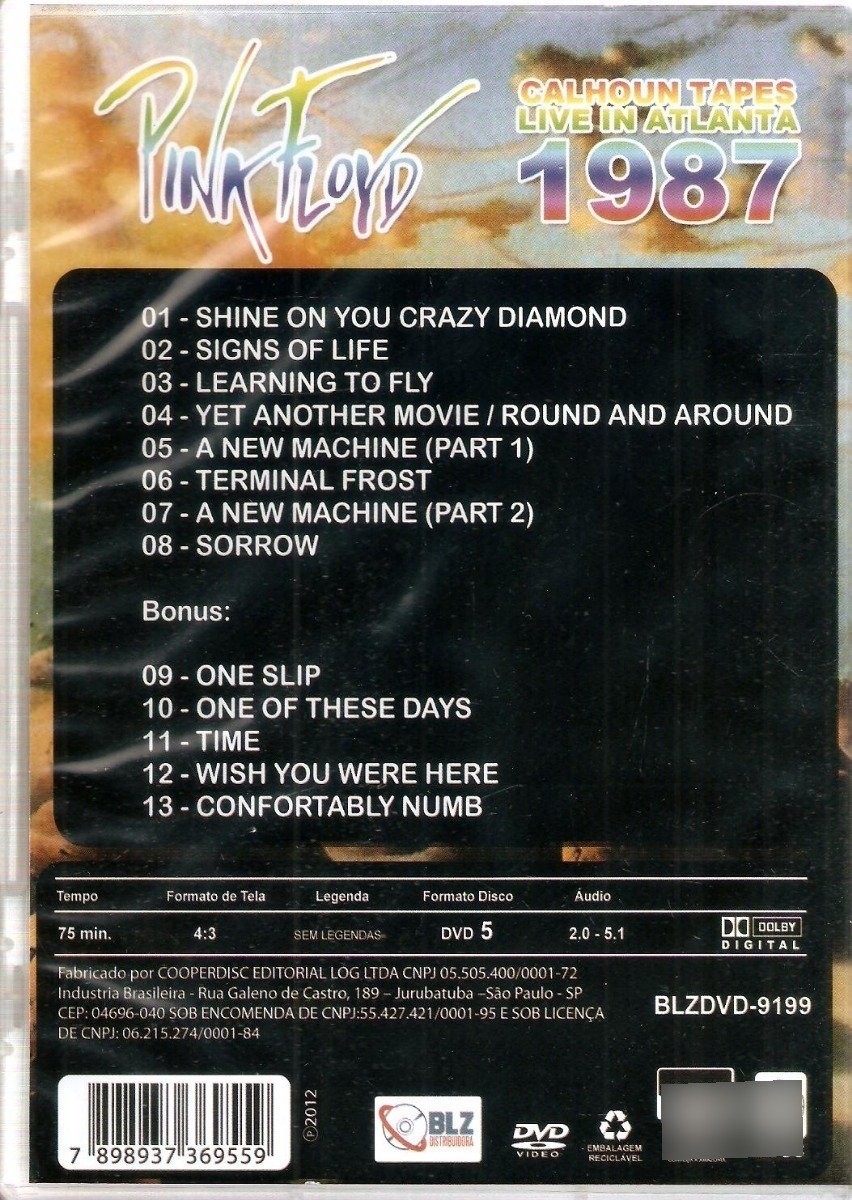 PINK FLOYD
CALHOUN TAPES
LIVE IN ATLANTA
1987
01 - SHINE ON YOU CRAZY DIAMOND
02 - SIGNS OF LIFE
03 - LEARNING TO FLY
04 - YET ANOTHER MOVIE / ROUND AND AROUND
05 - A NEW MACHINE (PART 1)
06 - TERMINAL FROST
07 - A NEW MACHINE (PART 2)
08 - SORROW
Bonus:
09 - ONE SLIP
10 - ONE OF THESE DAYS
11 - TIME
12 - WISH YOU WERE HERE
13 - CONFORTABLY NUMB
Tempo Formato de Tela Legenda Formato Disco Áudio
75 min. 4:3 SEM LEGENDAS DVD 5 2.0 - 5.1 DOLBY DIGITAL
Fabricado por COOPERDISC EDITORIAL LOG LTDA CNPJ 05.505.400/0001-72
Industria Brasileira - Rua Galeno de Castro, 189 – Jurubatuba –São Paulo - SP
CEP: 04696-040 SOB ENCOMENDA DE CNPJ:55.427.421/0001-95 E SOB LICENÇA
DE CNPJ: 06.215.274/0001-84
BLZDVD-9199
7 898937 369559
℗2012
BLZ
DISTRIBUIDORA
DVD
VIDEO
EMBALAGEM
RECICLÁVEL